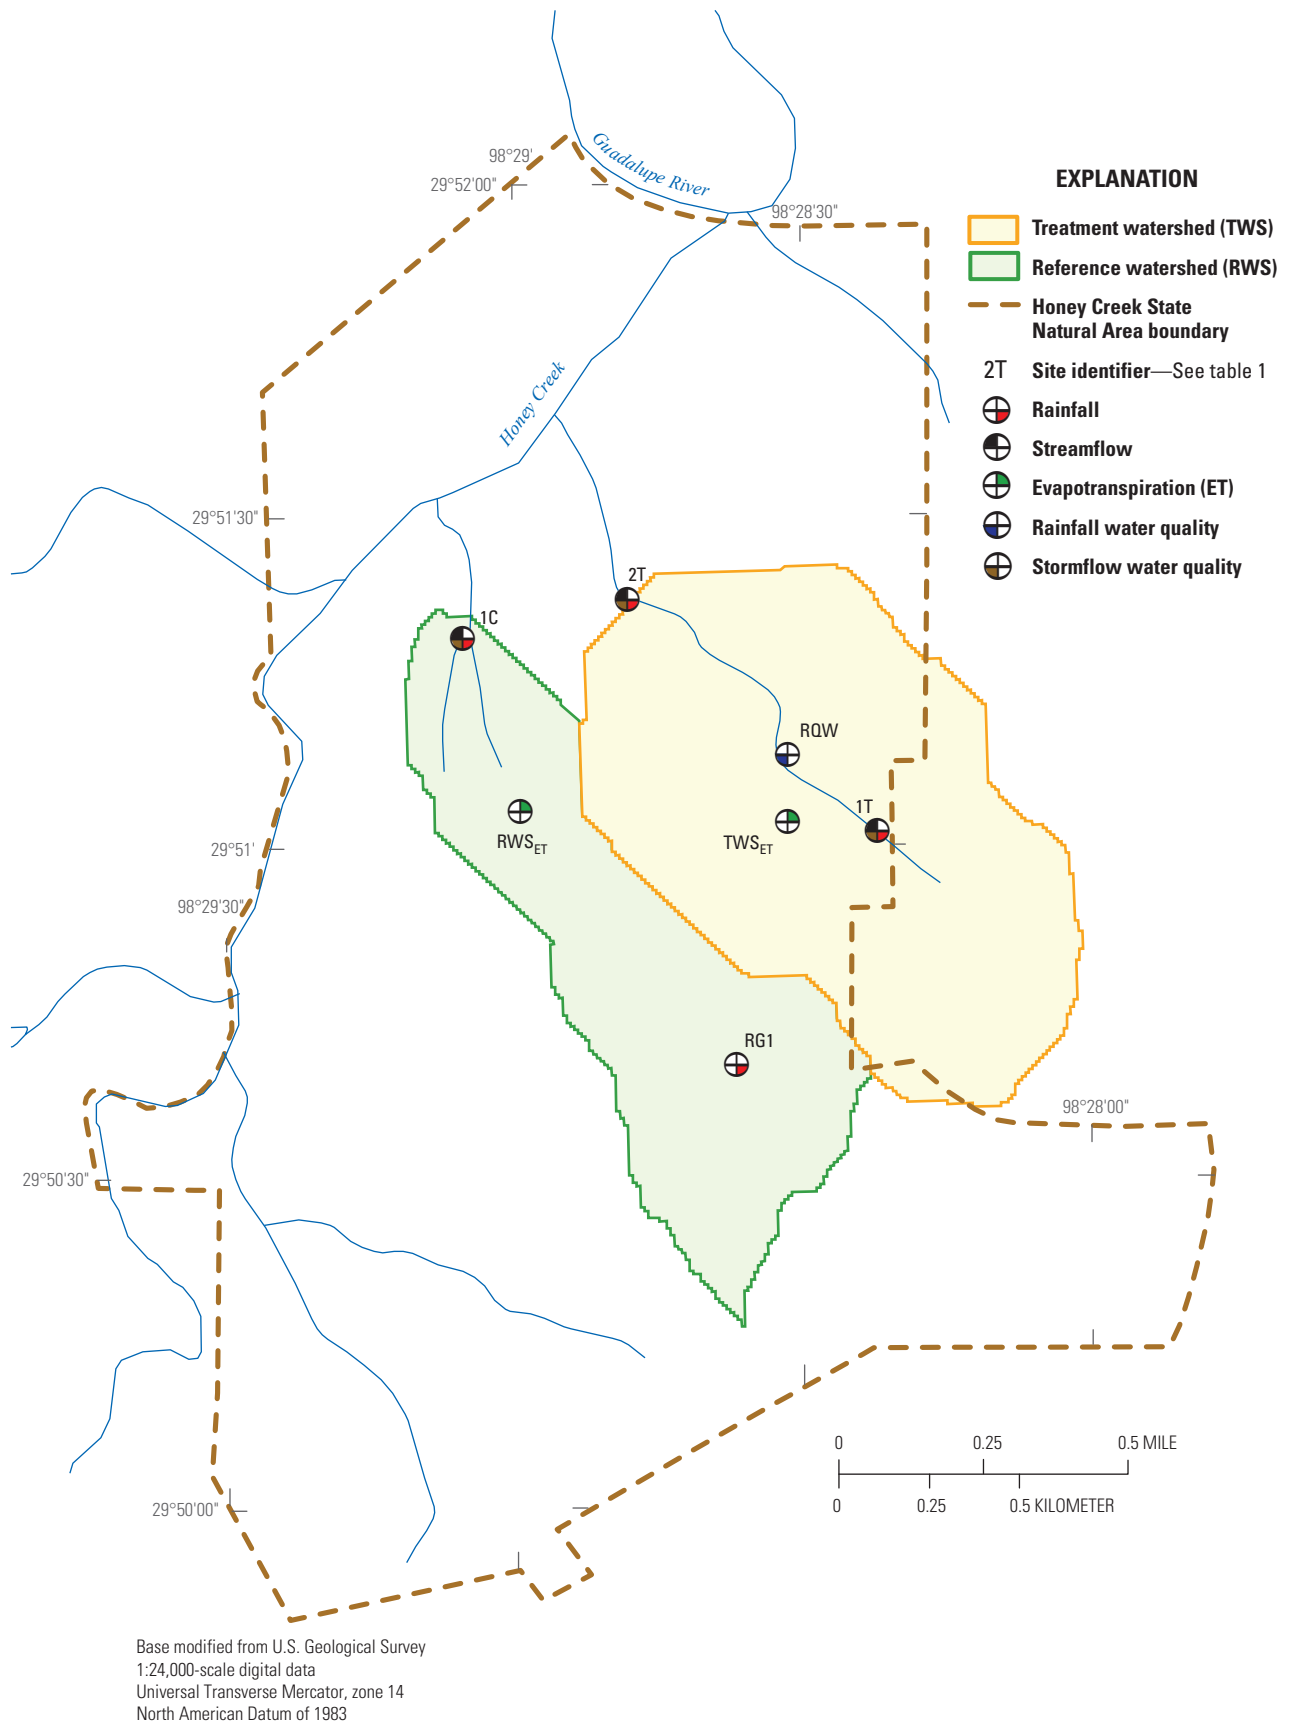 Guadalupe River
98°29'
29°52'00"
98°28'30"
EXPLANATION
Treatment watershed (TWS)
Reference watershed (RWS)
Honey Creek State
Natural Area boundary
2T Site identifier—See table 1
Rainfall
Streamflow
Evapotranspiration (ET)
Rainfall water quality
Stormflow water quality
Honey Creek
29°51'30"
2T
1C
RQW
1T
RWSET
TWSET
29°51'
98°29'30"
RG1
98°28'00"
29°50'30"
0 0.25 0.5 MILE
0 0.25 0.5 KILOMETER
29°50'00"
Base modified from U.S. Geological Survey
1:24,000-scale digital data
Universal Transverse Mercator, zone 14
North American Datum of 1983